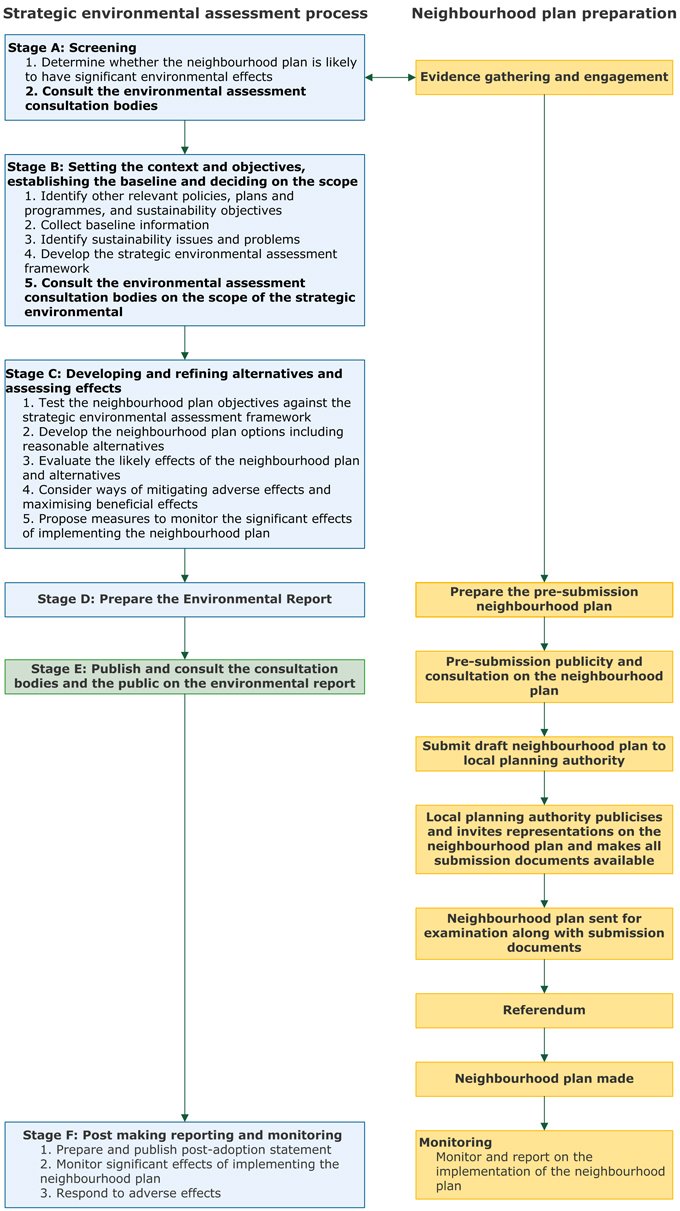 Strategic environmental assessment process
Stage A: Screening
1. Determine whether the neighbourhood plan is likely
to have significant environmental effects
2. Consult the environmental assessment
consultation bodies
Stage B: Setting the context and objectives,
establishing the baseline and deciding on the scope
1. Identify other relevant policies, plans and
programmes, and sustainability objectives
2. Collect baseline information
3. Identify sustainability issues and problems
4. Develop the strategic environmental assessment
framework
5. Consult the environmental assessment
consultation bodies on the scope of the strategic
environmental
Stage C: Developing and refining alternatives and
assessing effects
1. Test the neighbourhood plan objectives against the
strategic environmental assessment framework
2. Develop the neighbourhood plan options including
reasonable alternatives
3. Evaluate the likely effects of the neighbourhood plan
and alternatives
4. Consider ways of mitigating adverse effects and
maximising beneficial effects
5. Propose measures to monitor the significant effects
of implementing the neighbourhood plan
Stage D: Prepare the Environmental Report
Stage E: Publish and consult the consultation
bodies and the public on the environmental report
Stage F: Post making reporting and monitoring
1. Prepare and publish post-adoption statement
2. Monitor significant effects of implementing the
neighbourhood plan
3. Respond to adverse effects
Neighbourhood plan preparation
Evidence gathering and engagement
Prepare the pre-submission
neighbourhood plan
Pre-submission publicity and
consultation on the neighbourhood
plan
Submit draft neighbourhood plan to
local planning authority
Local planning authority publicises
and invites representations on the
neighbourhood plan and makes all
submission documents available
Neighbourhood plan sent for
examination along with submission
documents
Referendum
Neighbourhood plan made
Monitoring
Monitor and report on the
implementation of the neighbourhood
plan